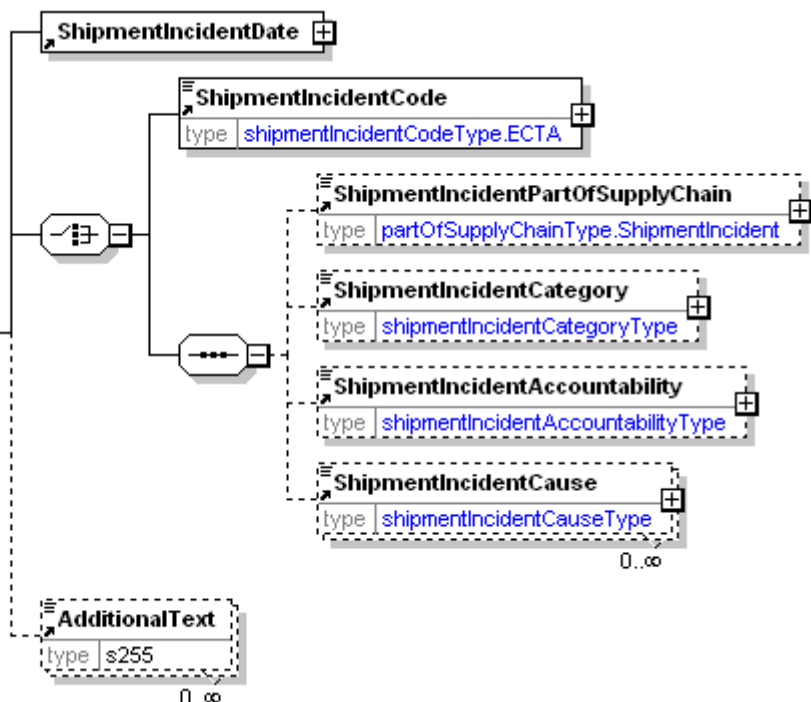 ShipmentIncidentDate
ShipmentIncidentCode
type shipmentIncidentCodeType.ECTA
ShipmentIncidentPartOfSupplyChain
type partOfSupplyChainType.ShipmentIncident
ShipmentIncidentCategory
type shipmentIncidentCategoryType
ShipmentIncidentAccountability
type shipmentIncidentAccountabilityType
ShipmentIncidentCause
type shipmentIncidentCauseType
0..∞
AdditionalText
type s255
0..∞